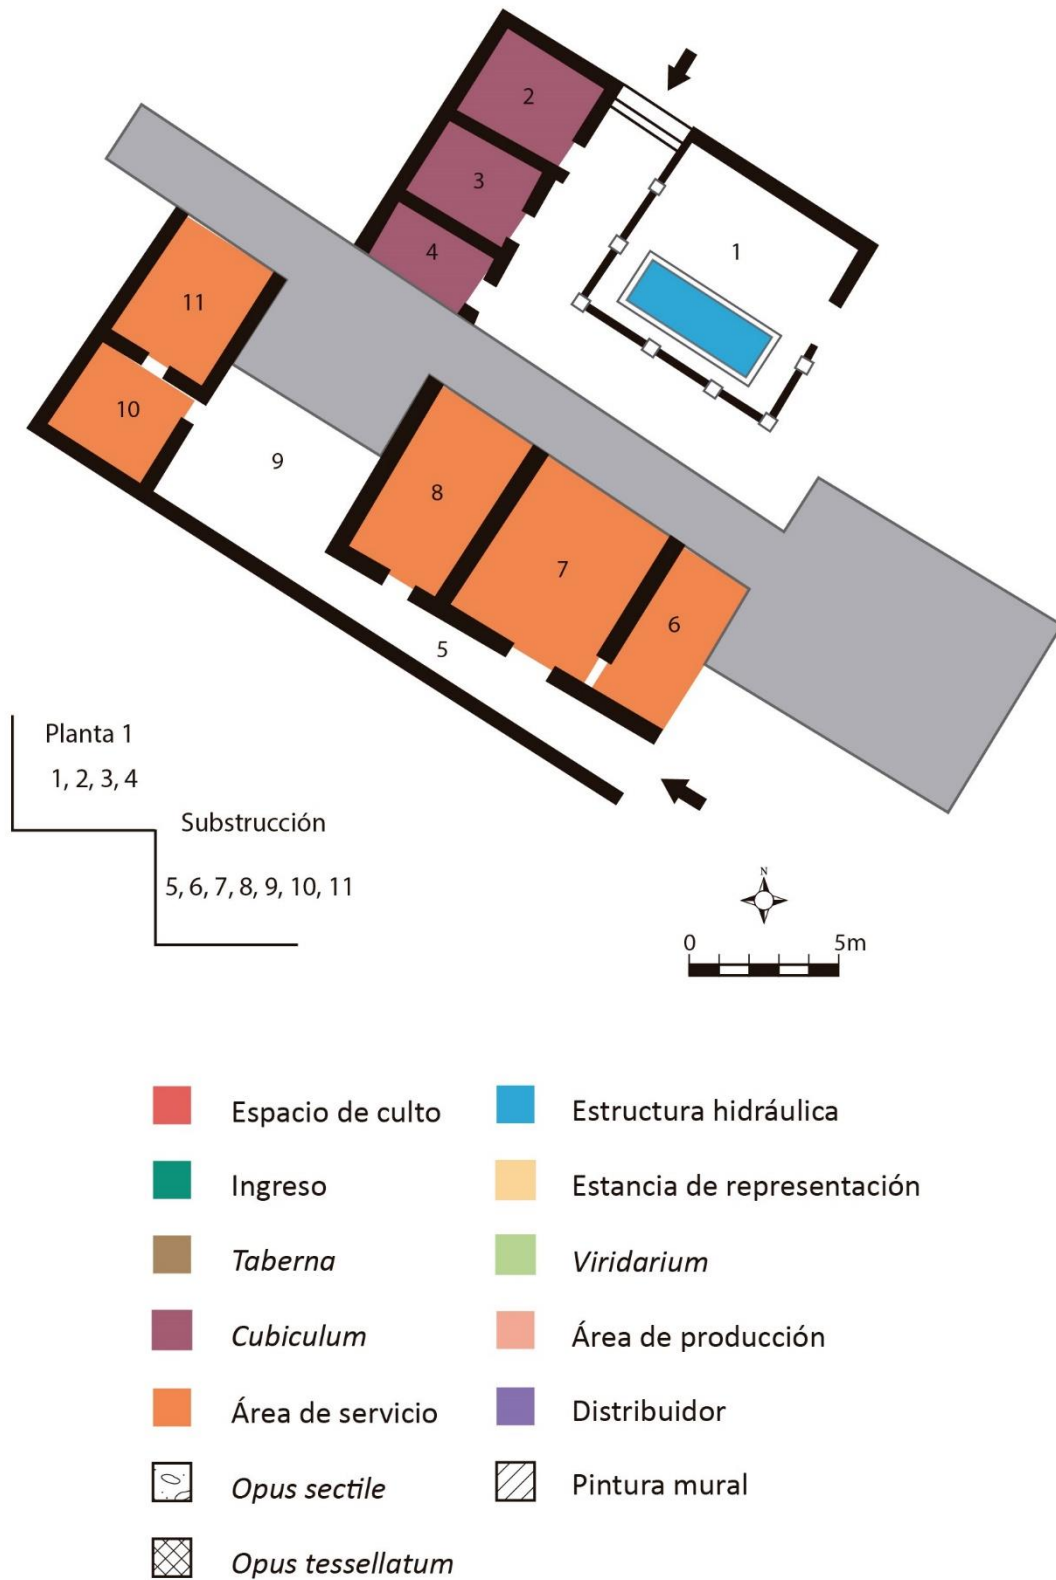 2
3
1
4
11
10
9
8
7
6
5
Planta 1
1, 2, 3, 4
Substrucción
5, 6, 7, 8, 9, 10, 11
N
0 5m
Espacio de culto
Estructura hidráulica
Ingreso
Estancia de representación
Taberna
Viridarium
Cubiculum
Área de producción
Área de servicio
Distribuidor
Opus sectile
Pintura mural
Opus tessellatum